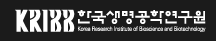 KRIBB 한국생명공학연구원
Korea Research Institute of Bioscience and Biotechnology